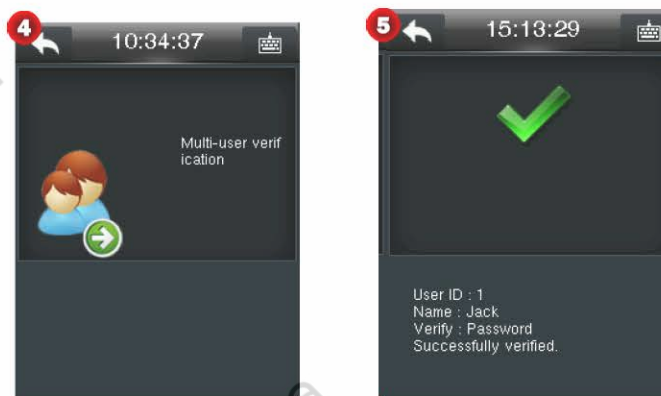 4
10:34:37
Multi-user verif
ication
5
15:13:29
User ID : 1
Name : Jack
Verify : Password
Successfully verified.